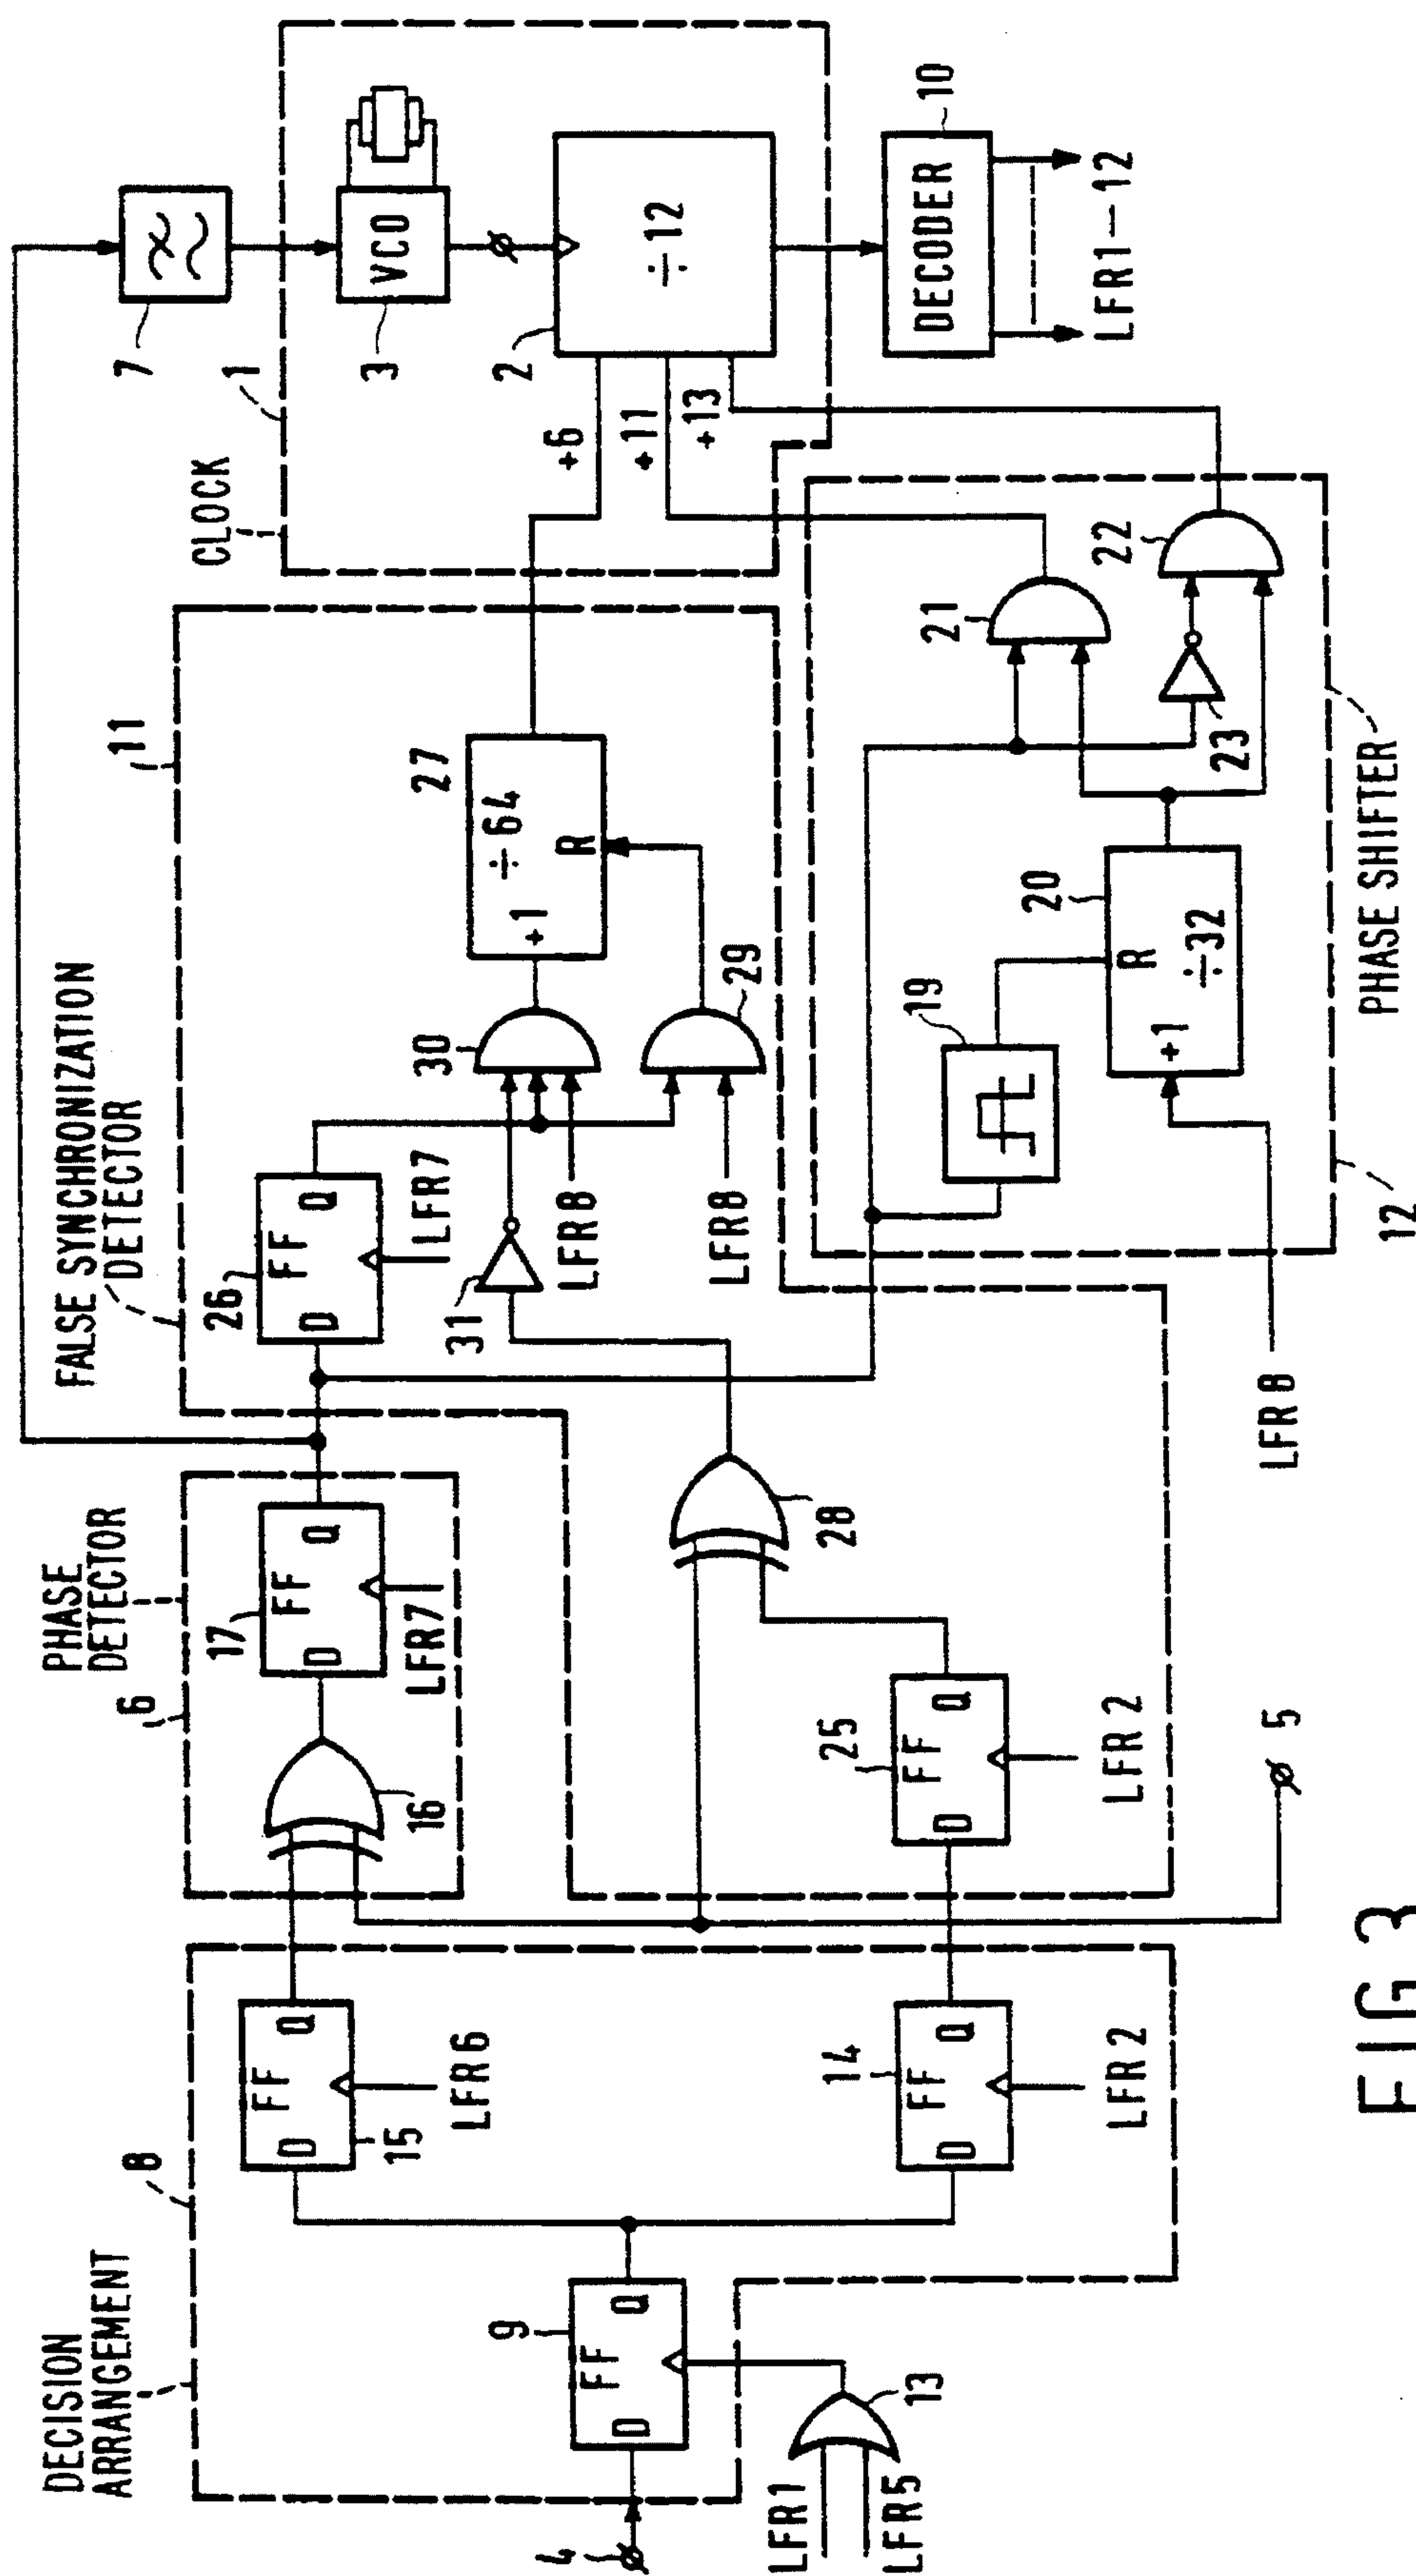 DECISION
ARRANGEMENT
8
PHASE
DETECTOR
6
FALSE SYNCHRONIZATION
DETECTOR
11
CLOCK
1
7
VCO
3
÷12
2
+6
+11
+13
DECODER
10
LFR1—12
D
FF
Q
15
LFR6
D
FF
Q
9
4
LFR1
LFR5
13
D
FF
Q
14
LFR2
16
D
FF
Q
17
LFR7
D
FF
Q
26
LFR7
D
FF
Q
25
LFR2
28
5
31
30
LFR8
LFR8
29
+1
÷64
R
27
19
+1
R
÷32
20
LFR8
21
22
23
12
PHASE SHIFTER
FIG.3